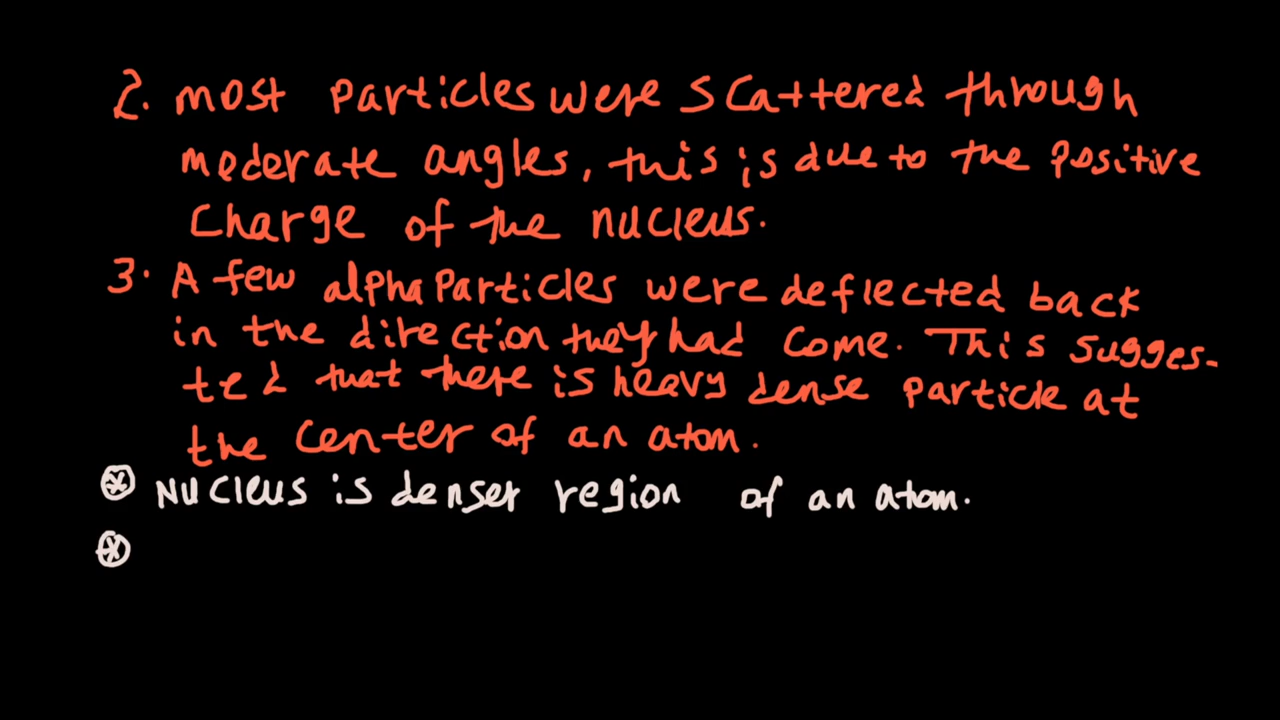 2. most particles were scattered through
moderate angles, this is due to the positive
charge of the nucleus.
3. A few alpha particles were deflected back
in the direction they had come. This sugges-
ted that there is heavy dense particle at
the center of an atom.
Nucleus is denser region of an atom.